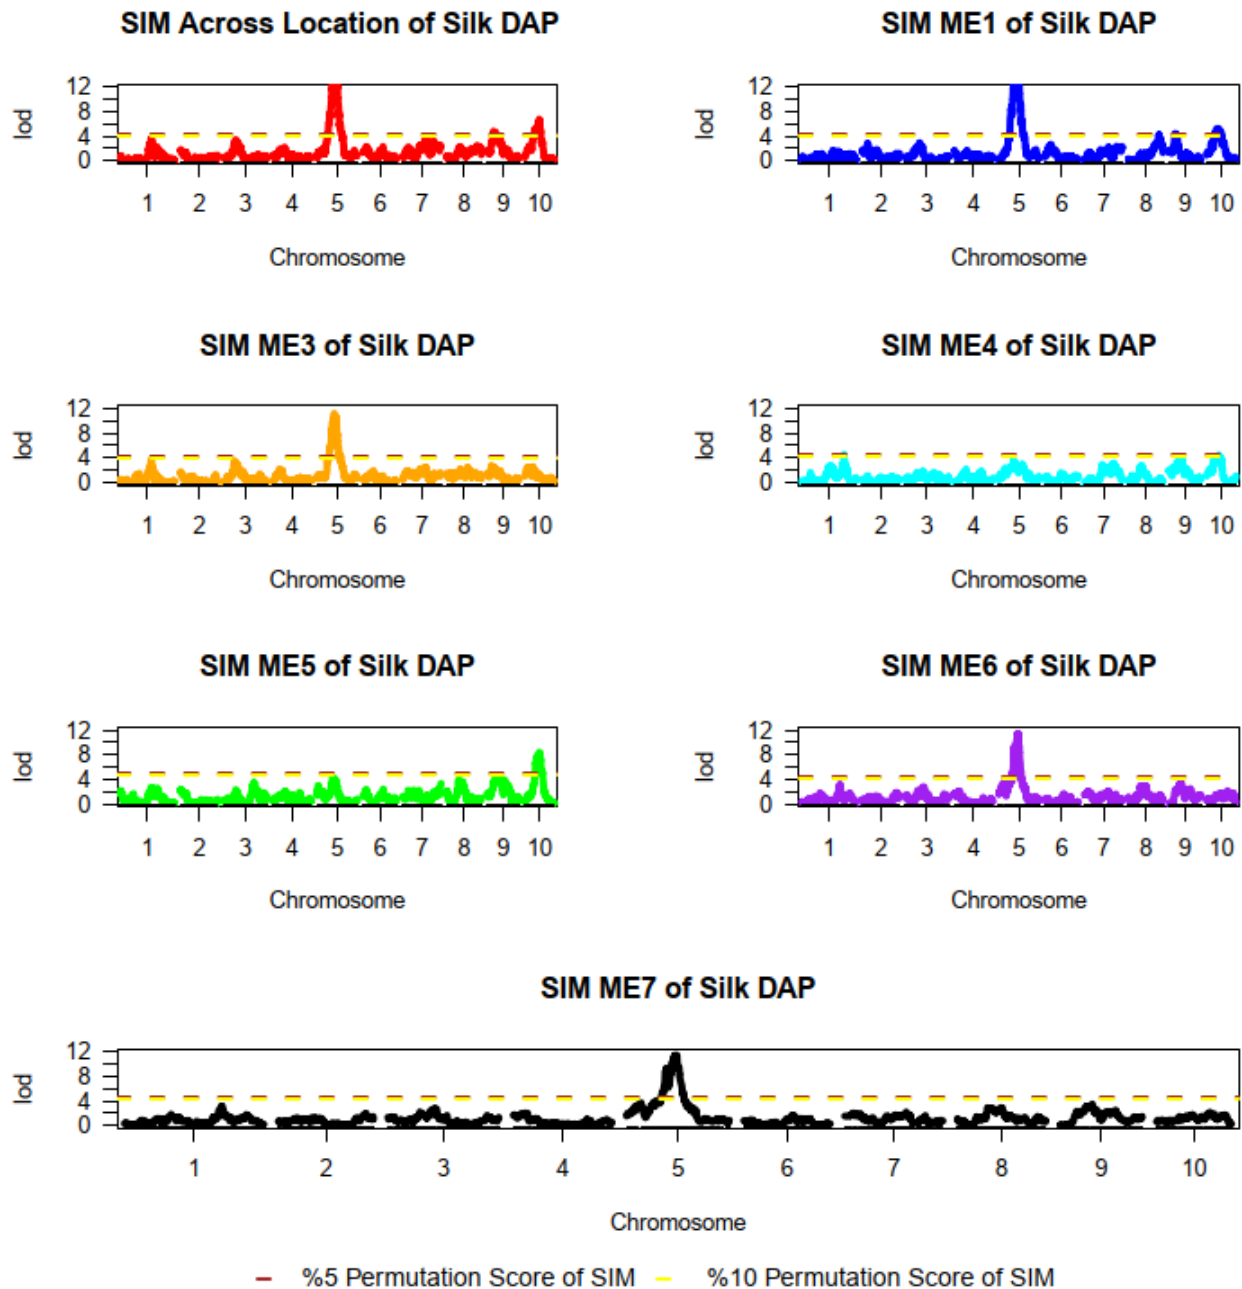 SIM Across Location of Silk DAP
SIM ME1 of Silk DAP
lod
12
8
4
0
1 2 3 4 5 6 7 8 9 10
Chromosome
lod
12
8
4
0
1 2 3 4 5 6 7 8 9 10
Chromosome
SIM ME3 of Silk DAP
SIM ME4 of Silk DAP
lod
12
8
4
0
1 2 3 4 5 6 7 8 9 10
Chromosome
lod
12
8
4
0
1 2 3 4 5 6 7 8 9 10
Chromosome
SIM ME5 of Silk DAP
SIM ME6 of Silk DAP
lod
12
8
4
0
1 2 3 4 5 6 7 8 9 10
Chromosome
lod
12
8
4
0
1 2 3 4 5 6 7 8 9 10
Chromosome
SIM ME7 of Silk DAP
lod
12
8
4
0
1 2 3 4 5 6 7 8 9 10
Chromosome
%5 Permutation Score of SIM
%10 Permutation Score of SIM